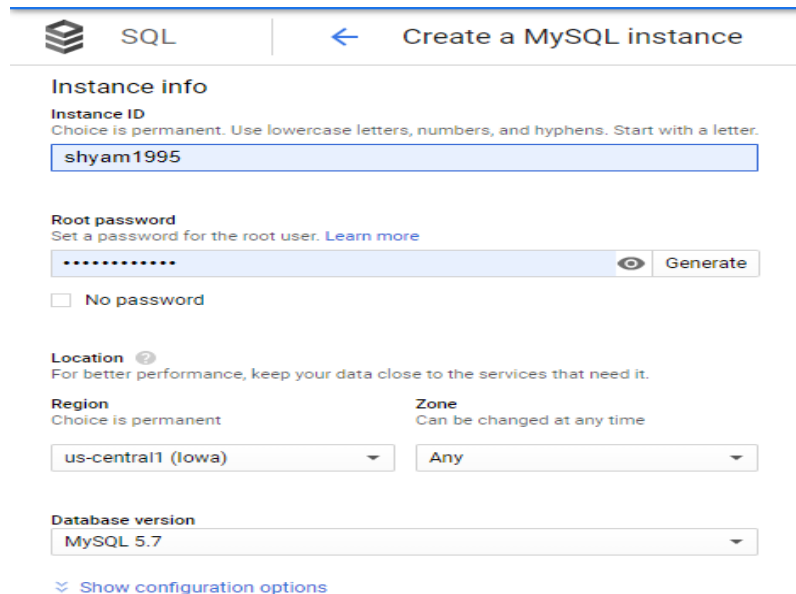 SQL
Create a MySQL instance
Instance info
Instance ID
Choice is permanent. Use lowercase letters, numbers, and hyphens. Start with a letter.
shyam1995
Root password
Set a password for the root user. Learn more
••••••••••••
Generate
No password
Location
For better performance, keep your data close to the services that need it.
Region
Zone
Choice is permanent
Can be changed at any time
us-central1 (Iowa)
Any
Database version
MySQL 5.7
Show configuration options